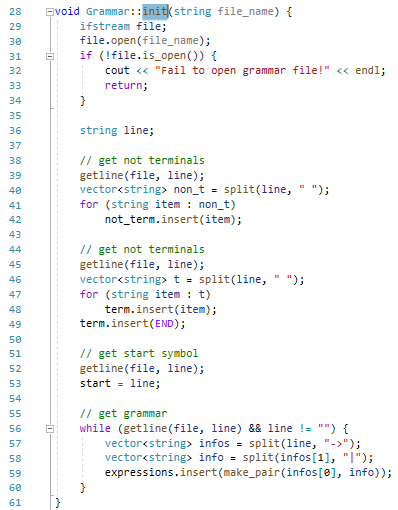 28 void Grammar::init(string file_name) {
29 ifstream file;
30 file.open(file_name);
31 if (!file.is_open()) {
32 cout << "Fail to open grammar file!" << endl;
33 return;
34 }
35
36 string line;
37
38 // get not terminals
39 getline(file, line);
40 vector<string> non_t = split(line, " ");
41 for (string item : non_t)
42 not_term.insert(item);
43
44 // get not terminals
45 getline(file, line);
46 vector<string> t = split(line, " ");
47 for (string item : t)
48 term.insert(item);
49 term.insert(END);
50
51 // get start symbol
52 getline(file, line);
53 start = line;
54
55 // get grammar
56 while (getline(file, line) && line != "") {
57 vector<string> infos = split(line, "->");
58 vector<string> info = split(infos[1], "|");
59 expressions.insert(make_pair(infos[0], info));
60 }
61 }